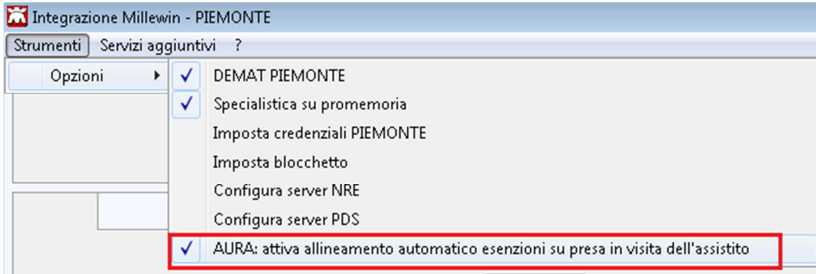 Integrazione Millewin - PIEMONTE
Strumenti Servizi aggiuntivi ?
Opzioni
DEMAT PIEMONTE
Specialistica su promemoria
Imposta credenziali PIEMONTE
Imposta blocchetto
Configura server NRE
Configura server PDS
AURA: attiva allineamento automatico esenzioni su presa in visita dell'assistito